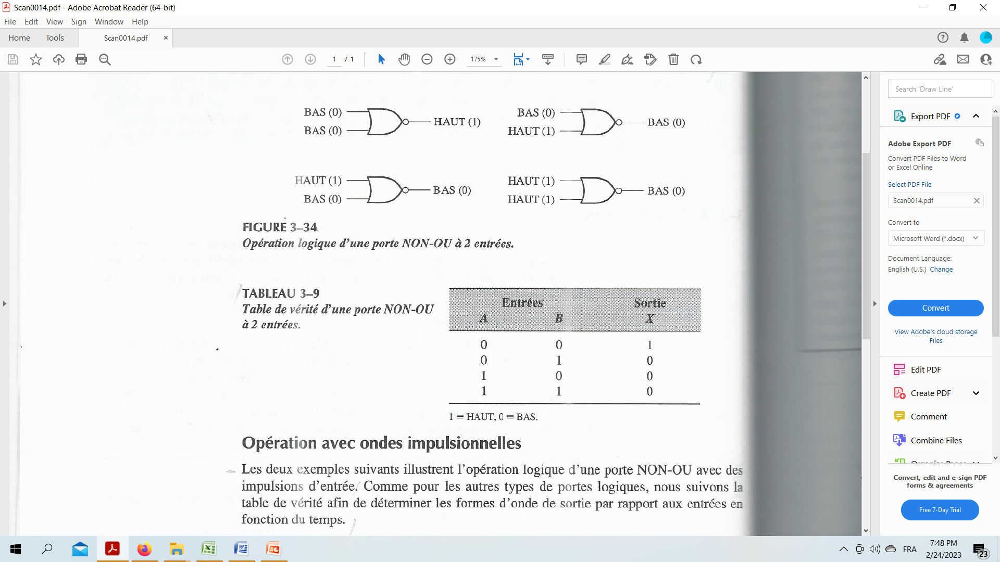 Scan0014.pdf - Adobe Acrobat Reader (64-bit)
File Edit View Sign Window Help
Home Tools Scan0014.pdf
1 / 1 175%
BAS (0)
BAS (0)
HAUT (1)
BAS (0)
HAUT (1)
BAS (0)
HAUT (1)
BAS (0)
BAS (0)
HAUT (1)
HAUT (1)
BAS (0)
FIGURE 3–34
Opération logique d’une porte NON-OU à 2 entrées.
TABLEAU 3–9
Table de vérité d’une porte NON-OU
à 2 entrées.
Entrées Sortie
A B X
0 0 1
0 1 0
1 0 0
1 1 0
1 ≡ HAUT, 0 ≡ BAS.
Opération avec ondes impulsionnelles
Les deux exemples suivants illustrent l’opération logique d’une porte NON-OU avec des
impulsions d’entrée. Comme pour les autres types de portes logiques, nous suivons la
table de vérité afin de déterminer les formes d’onde de sortie par rapport aux entrées en
fonction du temps.
Search 'Draw Line'
Export PDF
Adobe Export PDF
Convert PDF Files to Word
or Excel Online
Select PDF File
Scan0014.pdf
Convert to
Microsoft Word (*.docx)
Document Language:
English (U.S.) Change
Convert
View Adobe's cloud storage
Files
Edit PDF
Create PDF
Comment
Combine Files
Organize Pages
Convert, edit and e-sign PDF
forms & agreements
Free 7-Day Trial
FRA
7:48 PM
2/24/2023
23